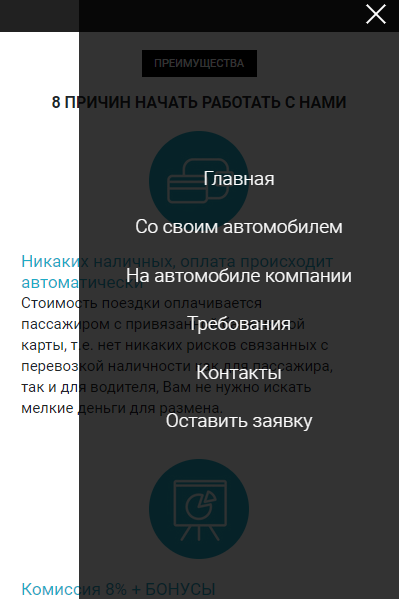 ПРЕИМУЩЕСТВА
8 ПРИЧИН НАЧАТЬ РАБОТАТЬ С НАМИ
Главная
Со своим автомобилем
Никаких наличных, оплата происходит
На автомобиле компании
автоматически
Стоимость поездки оплачивается
пассажиром с
Требования
карты, т.е. нет никаких рисков связанных с
перевозкой наличности как для пассажира,
Контакты
так и для водителя, Вам не нужно искать
мелкие деньги для размена.
Оставить заявку
Комиссия 8% + БОНУСЫ